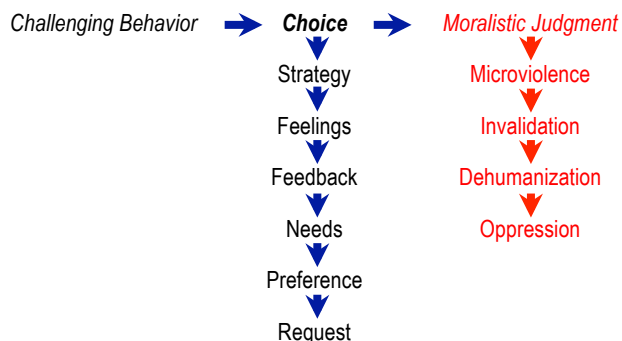 Challenging Behavior Choice Moralistic Judgment
Strategy Microviolence
Feelings Invalidation
Feedback Dehumanization
Needs Oppression
Preference
Request